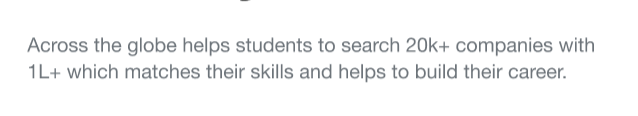 Across the globe helps students to search 20k+ companies with
1L+ which matches their skills and helps to build their career.